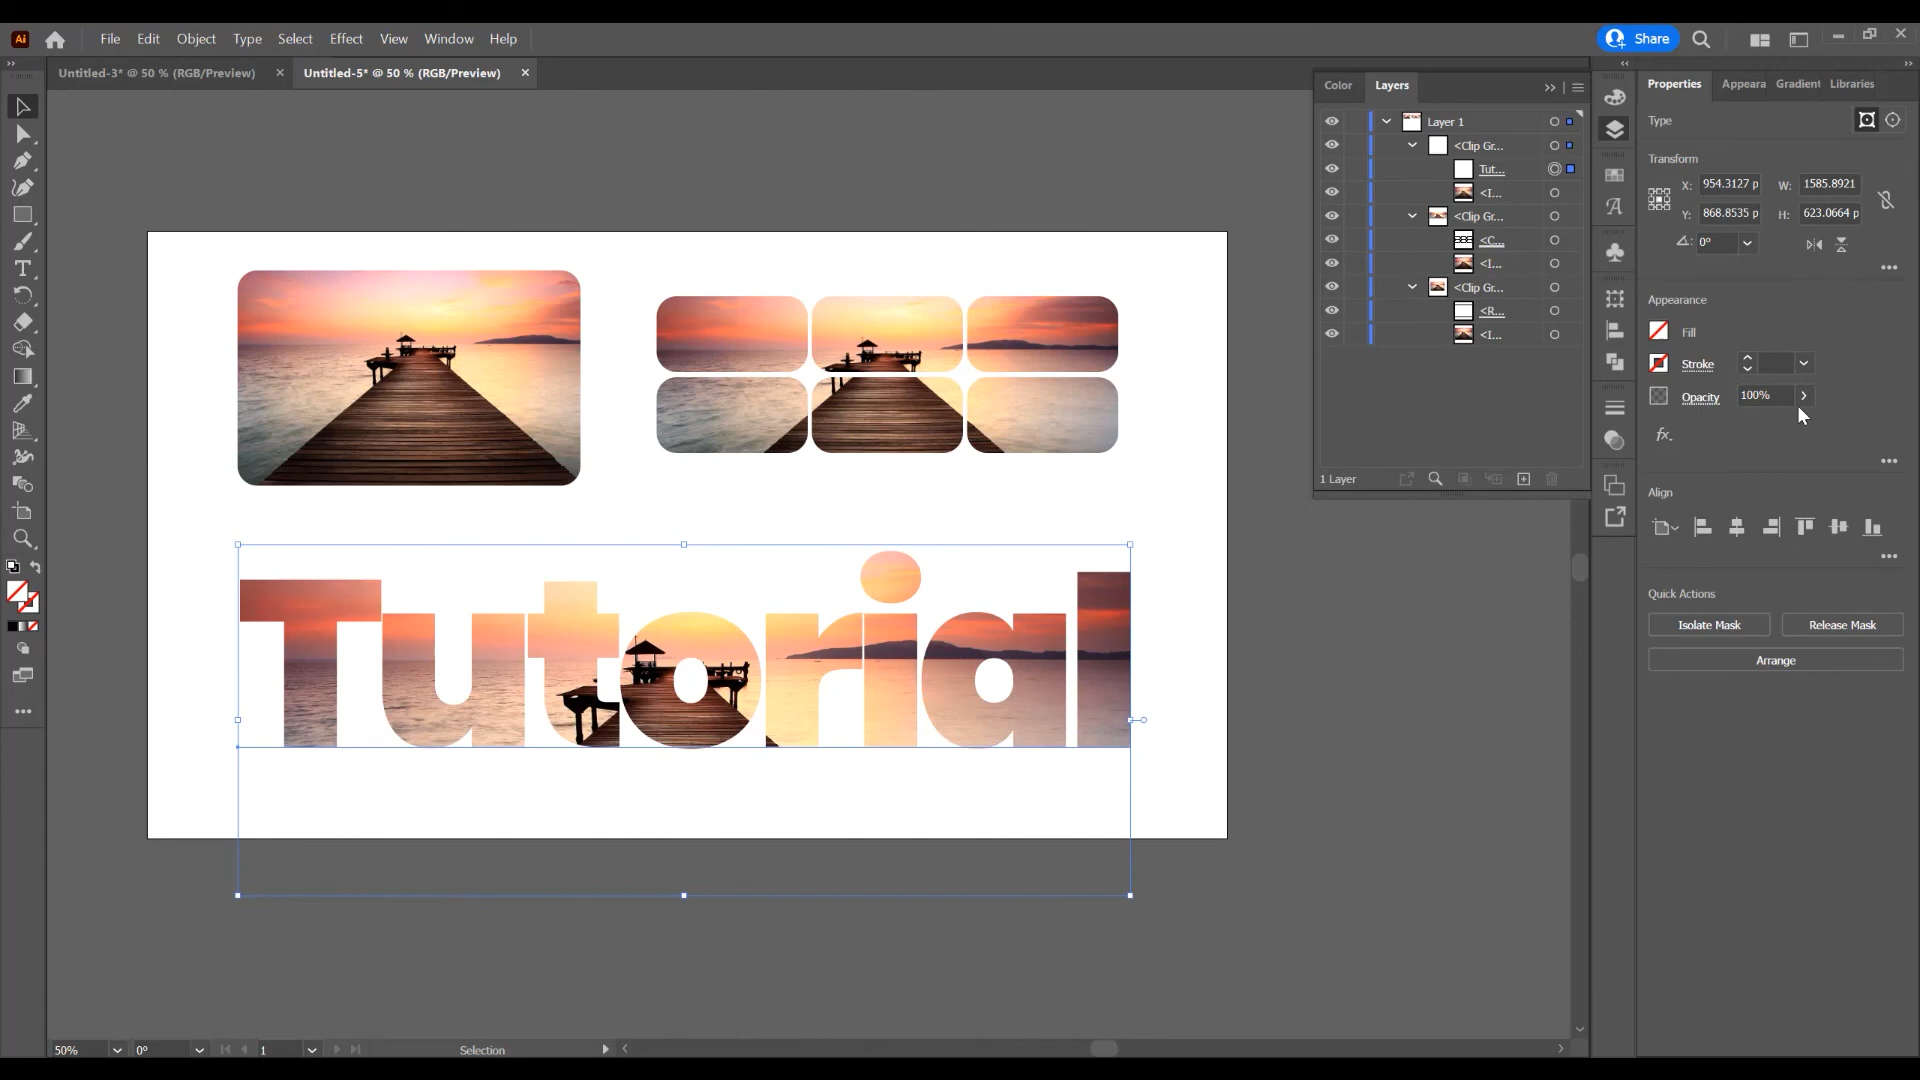 Ai File Edit Object Type Select Effect View Window Help Share
Untitled-3* @ 50 % (RGB/Preview) Untitled-5* @ 50 % (RGB/Preview)
Color Layers
Layer 1
<Clip Gr...
Tut...
<I...
<Clip Gr...
<C...
<I...
<Clip Gr...
<R...
<I...
1 Layer
Properties Appeara Gradient Libraries
Type
Transform
X: 954.3127 p W: 1585.8921
Y: 868.8535 p H: 623.0664 p
0°
Appearance
Fill
Stroke
Opacity 100%
fx.
Align
Quick Actions
Isolate Mask Release Mask
Arrange
Tutorial
50% 0° 1 Selection